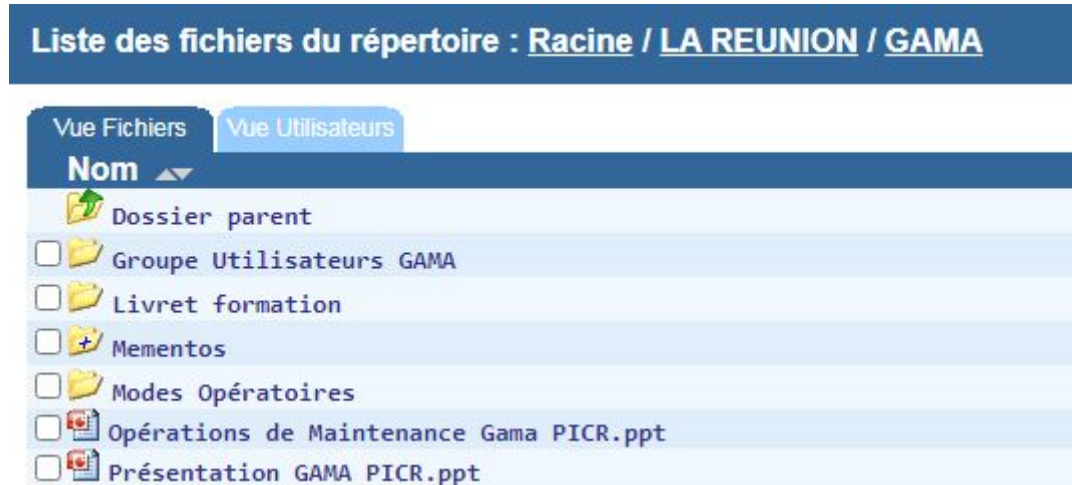 Liste des fichiers du répertoire : Racine / LA REUNION / GAMA
Vue Fichiers Vue Utilisateurs
Nom
Dossier parent
Groupe Utilisateurs GAMA
Livret formation
Mementos
Modes Opératoires
Opérations de Maintenance Gama PICR.ppt
Présentation GAMA PICR.ppt